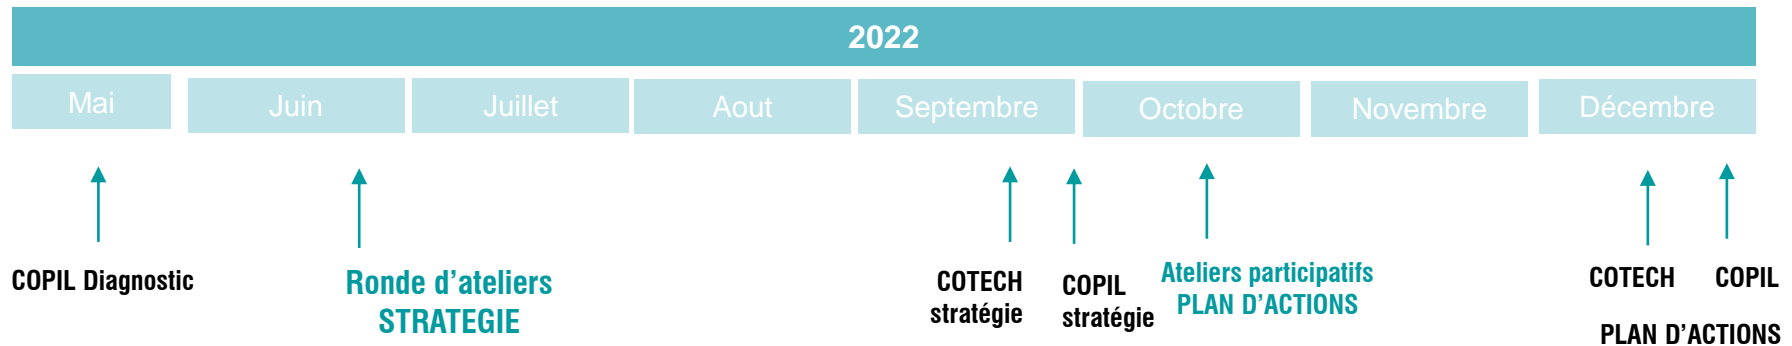 2022
Mai
Juin
Juillet
Aout
Septembre
Octobre
Novembre
Décembre
COPIL Diagnostic
Ronde d'ateliers
STRATEGIE
COTECH
stratégie
COPIL
stratégie
Ateliers participatifs
PLAN D'ACTIONS
COTECH
COPIL
PLAN D'ACTIONS